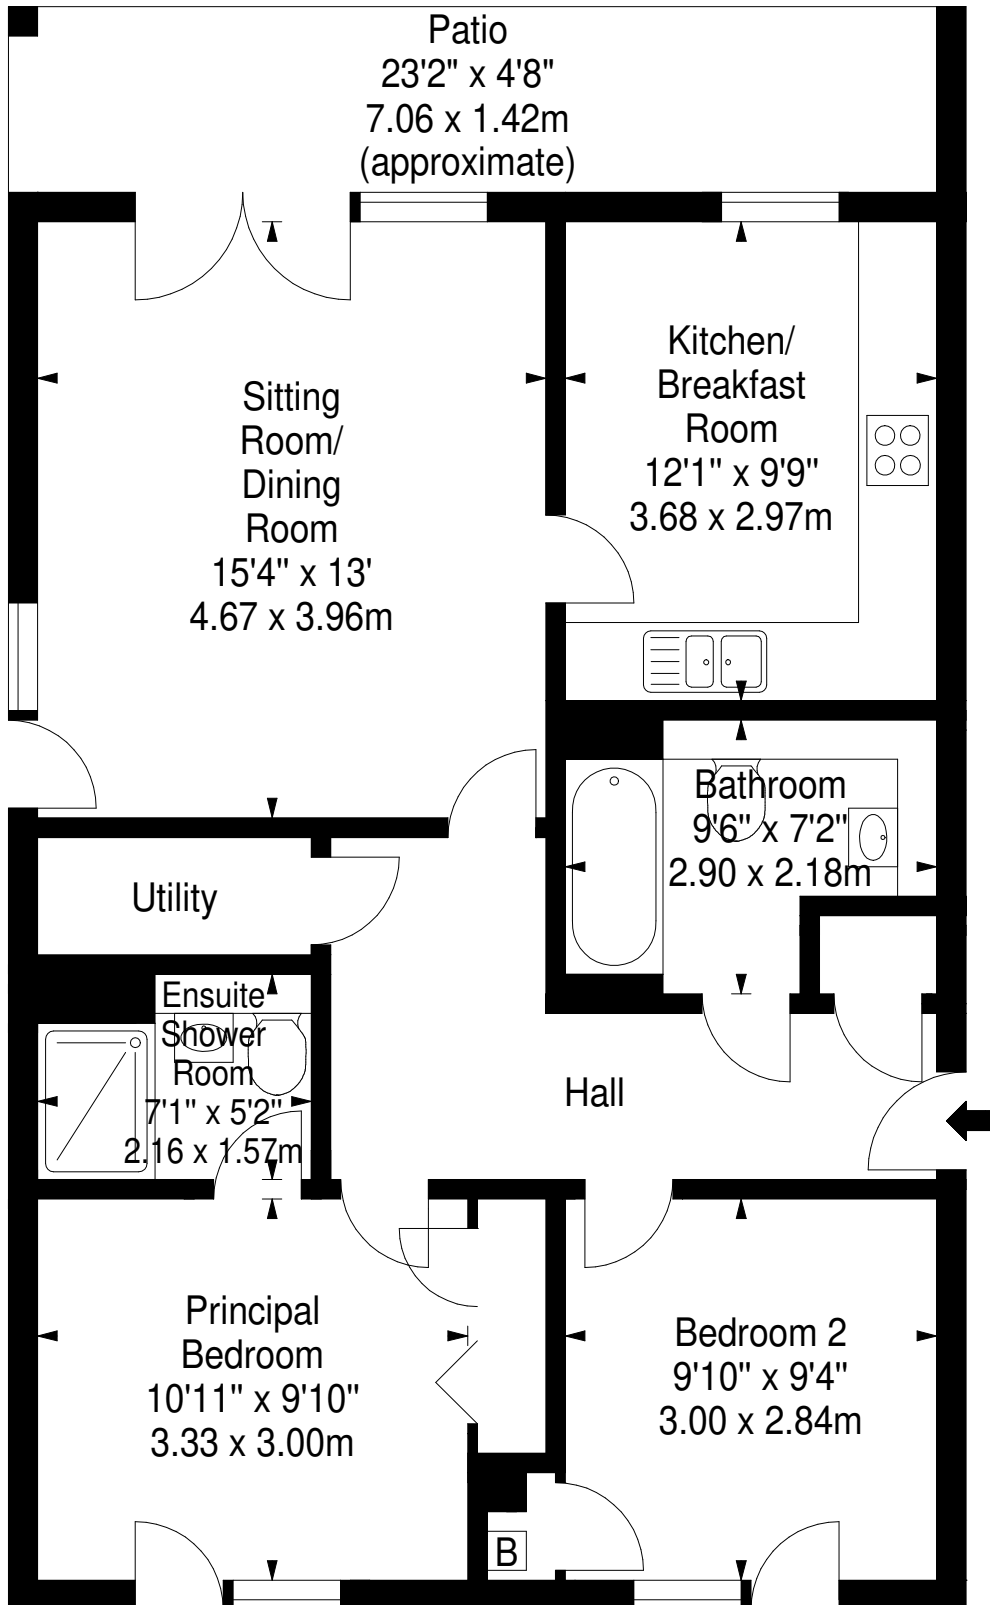 Patio
23'2" x 4'8"
7.06 x 1.42m
(approximate)
Kitchen/
Breakfast
Room
12'1" x 9'9"
3.68 x 2.97m
Sitting
Room/
Dining
Room
15'4" x 13'
4.67 x 3.96m
Bathroom
9'6" x 7'2"
2.90 x 2.18m
Utility
Ensuite
Shower
Room
7'1" x 5'2"
2.16 x 1.57m
Hall
Principal
Bedroom
10'11" x 9'10"
3.33 x 3.00m
Bedroom 2
9'10" x 9'4"
3.00 x 2.84m
B